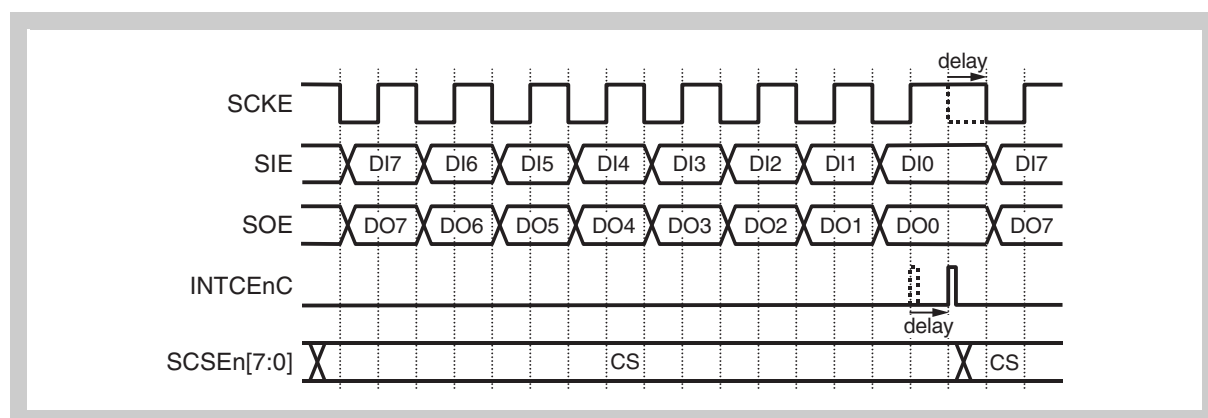 delay
SCKE
SIE DI7 DI6 DI5 DI4 DI3 DI2 DI1 DI0 DI7
SOE DO7 DO6 DO5 DO4 DO3 DO2 DO1 DO0 DO7
INTCEnC
delay
SCSEn[7:0] CS CS